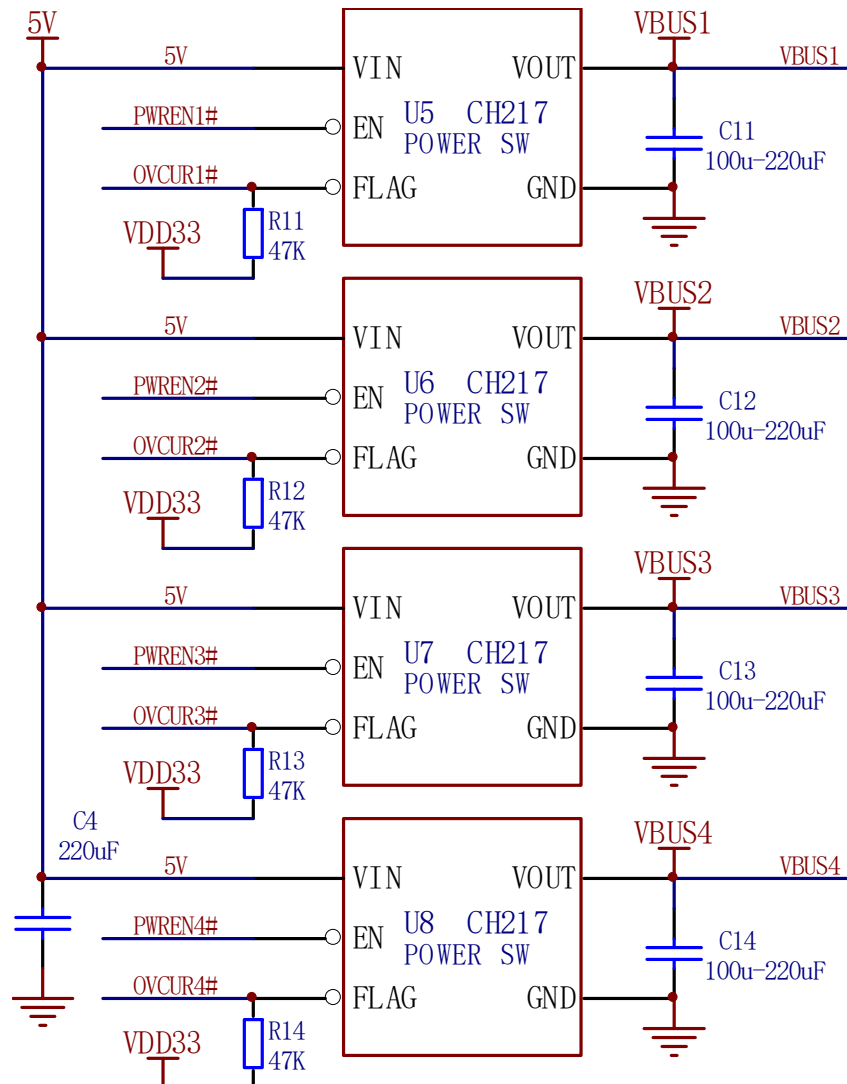 5V
VBUS1
5V
VIN
VOUT
VBUS1
PWREN1#
EN
U5 CH217
POWER SW
C11
100u-220uF
OVCUR1#
FLAG
GND
VDD33
R11
47K
VBUS2
5V
VIN
VOUT
VBUS2
PWREN2#
EN
U6 CH217
POWER SW
C12
100u-220uF
OVCUR2#
FLAG
GND
VDD33
R12
47K
VBUS3
5V
VIN
VOUT
VBUS3
PWREN3#
EN
U7 CH217
POWER SW
C13
100u-220uF
OVCUR3#
FLAG
GND
VDD33
R13
47K
C4
220uF
VBUS4
5V
VIN
VOUT
VBUS4
PWREN4#
EN
U8 CH217
POWER SW
C14
100u-220uF
OVCUR4#
FLAG
GND
VDD33
R14
47K